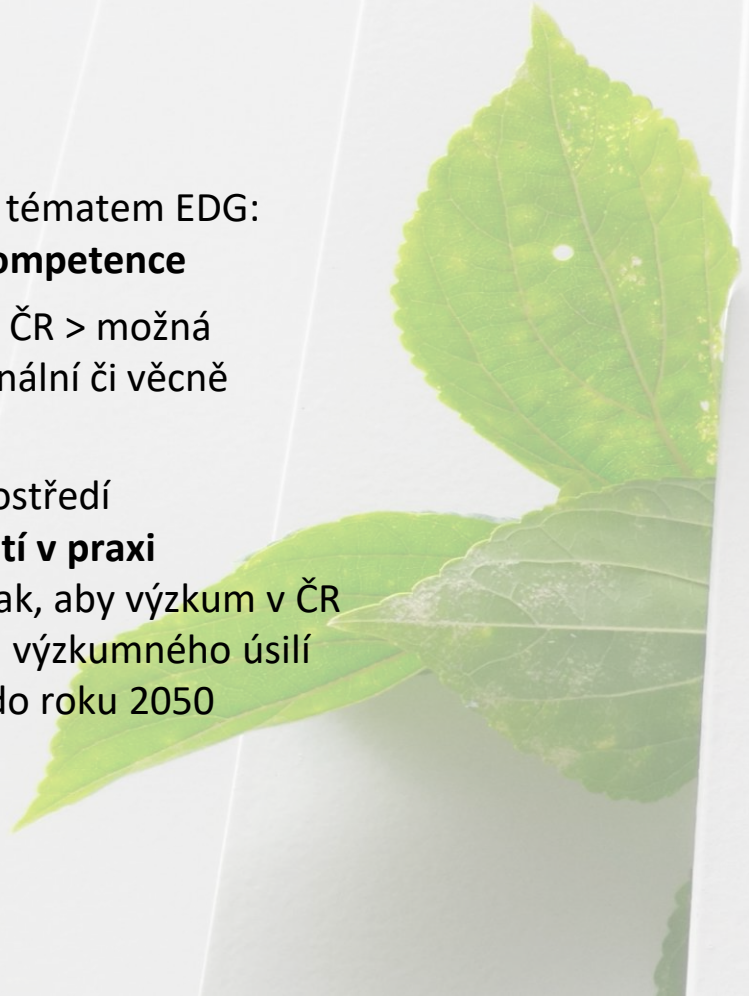 tématem EDG:
ompetence
ČR > možná
nální či věcně
ostředí
tí v praxi
ak, aby výzkum v ČR
výzkumného úsilí
do roku 2050